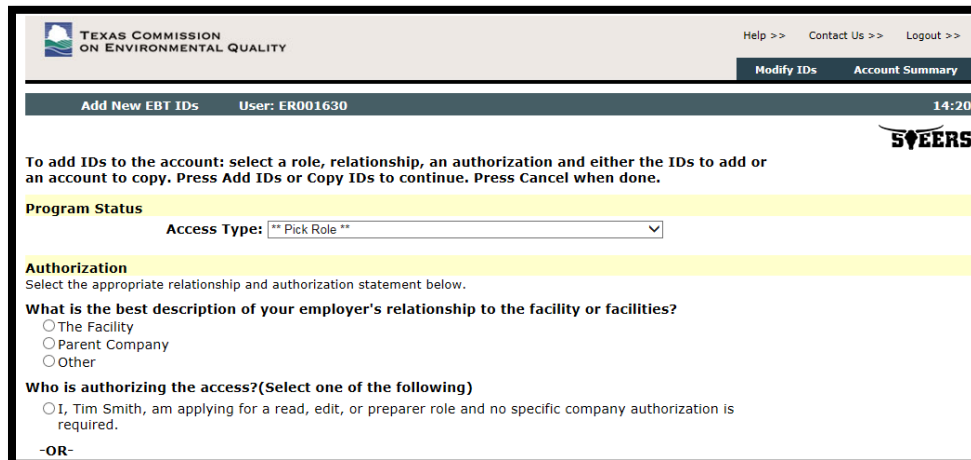 TEXAS COMMISSION
ON ENVIRONMENTAL QUALITY
Help >> Contact Us >> Logout >>
Modify IDs Account Summary
Add New EBT IDs User: ER001630 14:20
STEERS
To add IDs to the account: select a role, relationship, an authorization and either the IDs to add or
an account to copy. Press Add IDs or Copy IDs to continue. Press Cancel when done.
Program Status
Access Type: ** Pick Role **
Authorization
Select the appropriate relationship and authorization statement below.
What is the best description of your employer's relationship to the facility or facilities?
The Facility
Parent Company
Other
Who is authorizing the access?(Select one of the following)
I, Tim Smith, am applying for a read, edit, or preparer role and no specific company authorization is
required.
-OR-